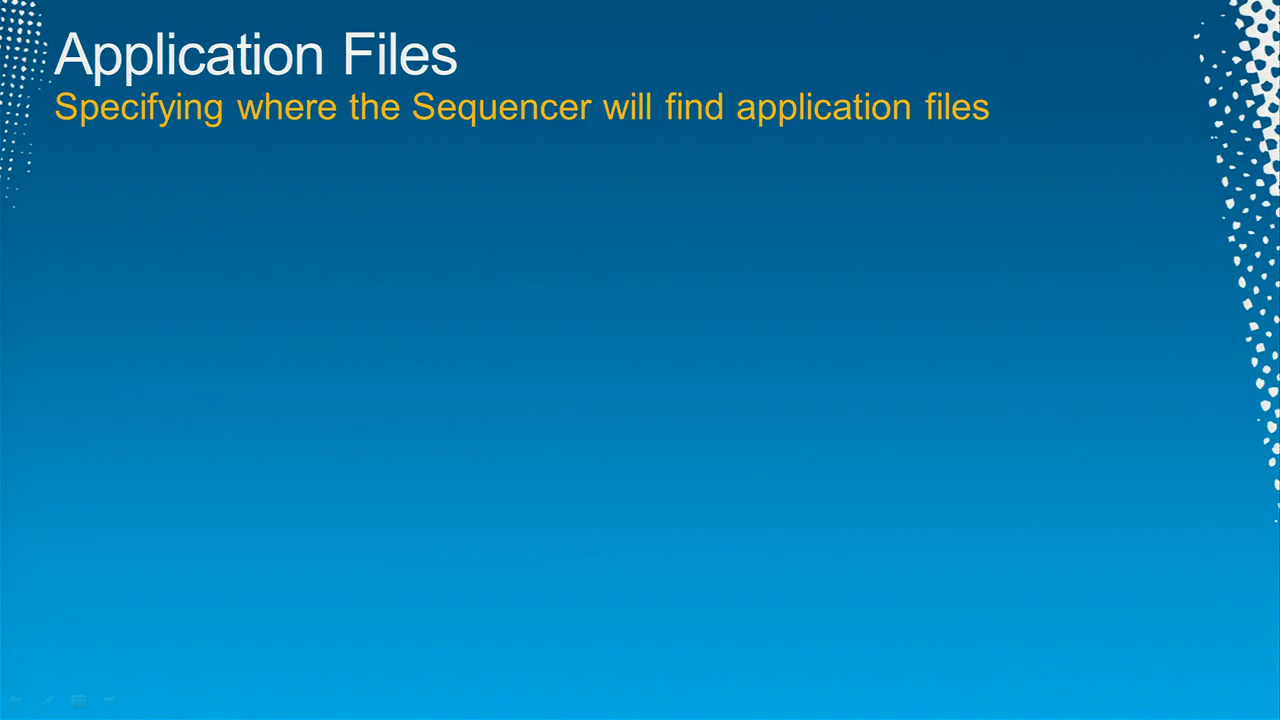 Application Files
Specifying where the Sequencer will find application files